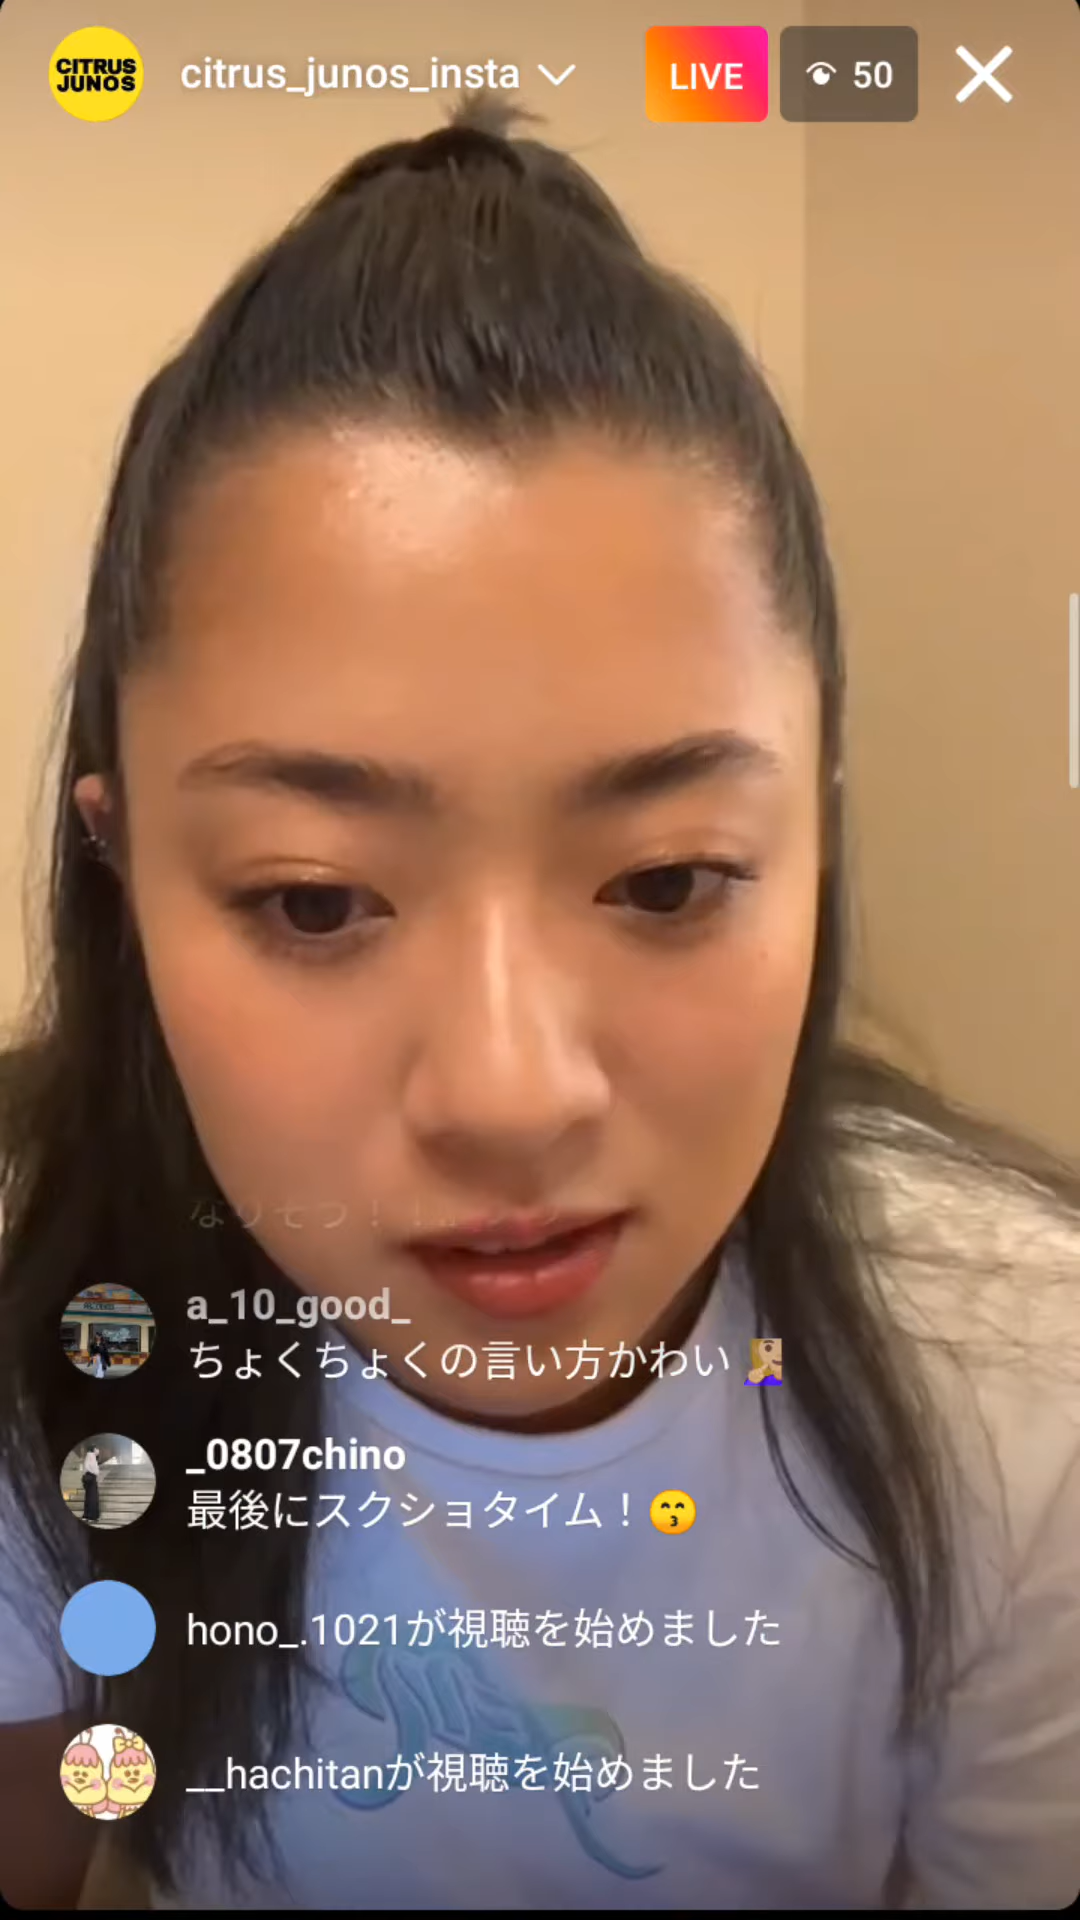 CITRUS
JUNOS
citrus_junos_insta
LIVE
50
a_10_good_
ちょくちょくの言い方かわい
_0807chino
最後にスクショタイム！😙
hono_.1021が視聴を始めました
__hachitanが視聴を始めました